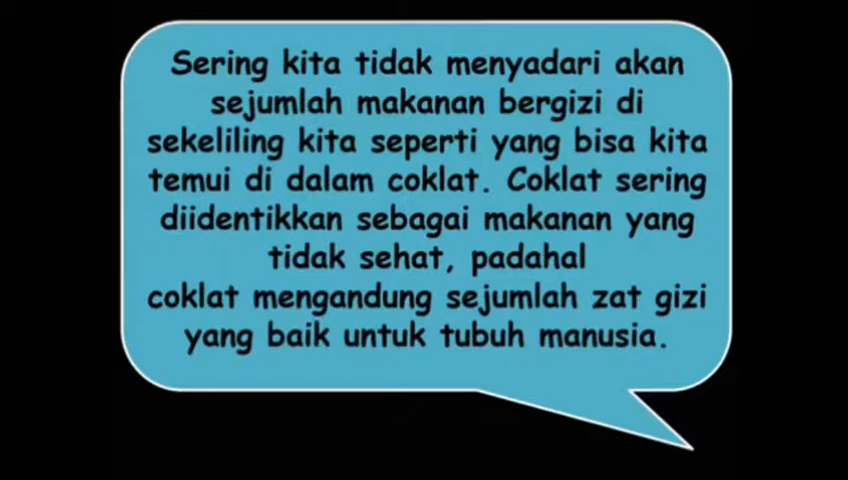 Sering kita tidak menyadari akan
sejumlah makanan bergizi di
sekeliling kita seperti yang bisa kita
temui di dalam coklat. Coklat sering
diidentikkan sebagai makanan yang
tidak sehat, padahal
coklat mengandung sejumlah zat gizi
yang baik untuk tubuh manusia.